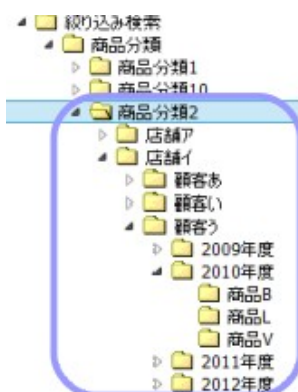 絞り込み検索
商品分類
商品分類1
商品分類10
商品分類2
店舗ア
店舗イ
顧客あ
顧客い
顧客う
2009年度
2010年度
商品B
商品L
商品V
2011年度
2012年度